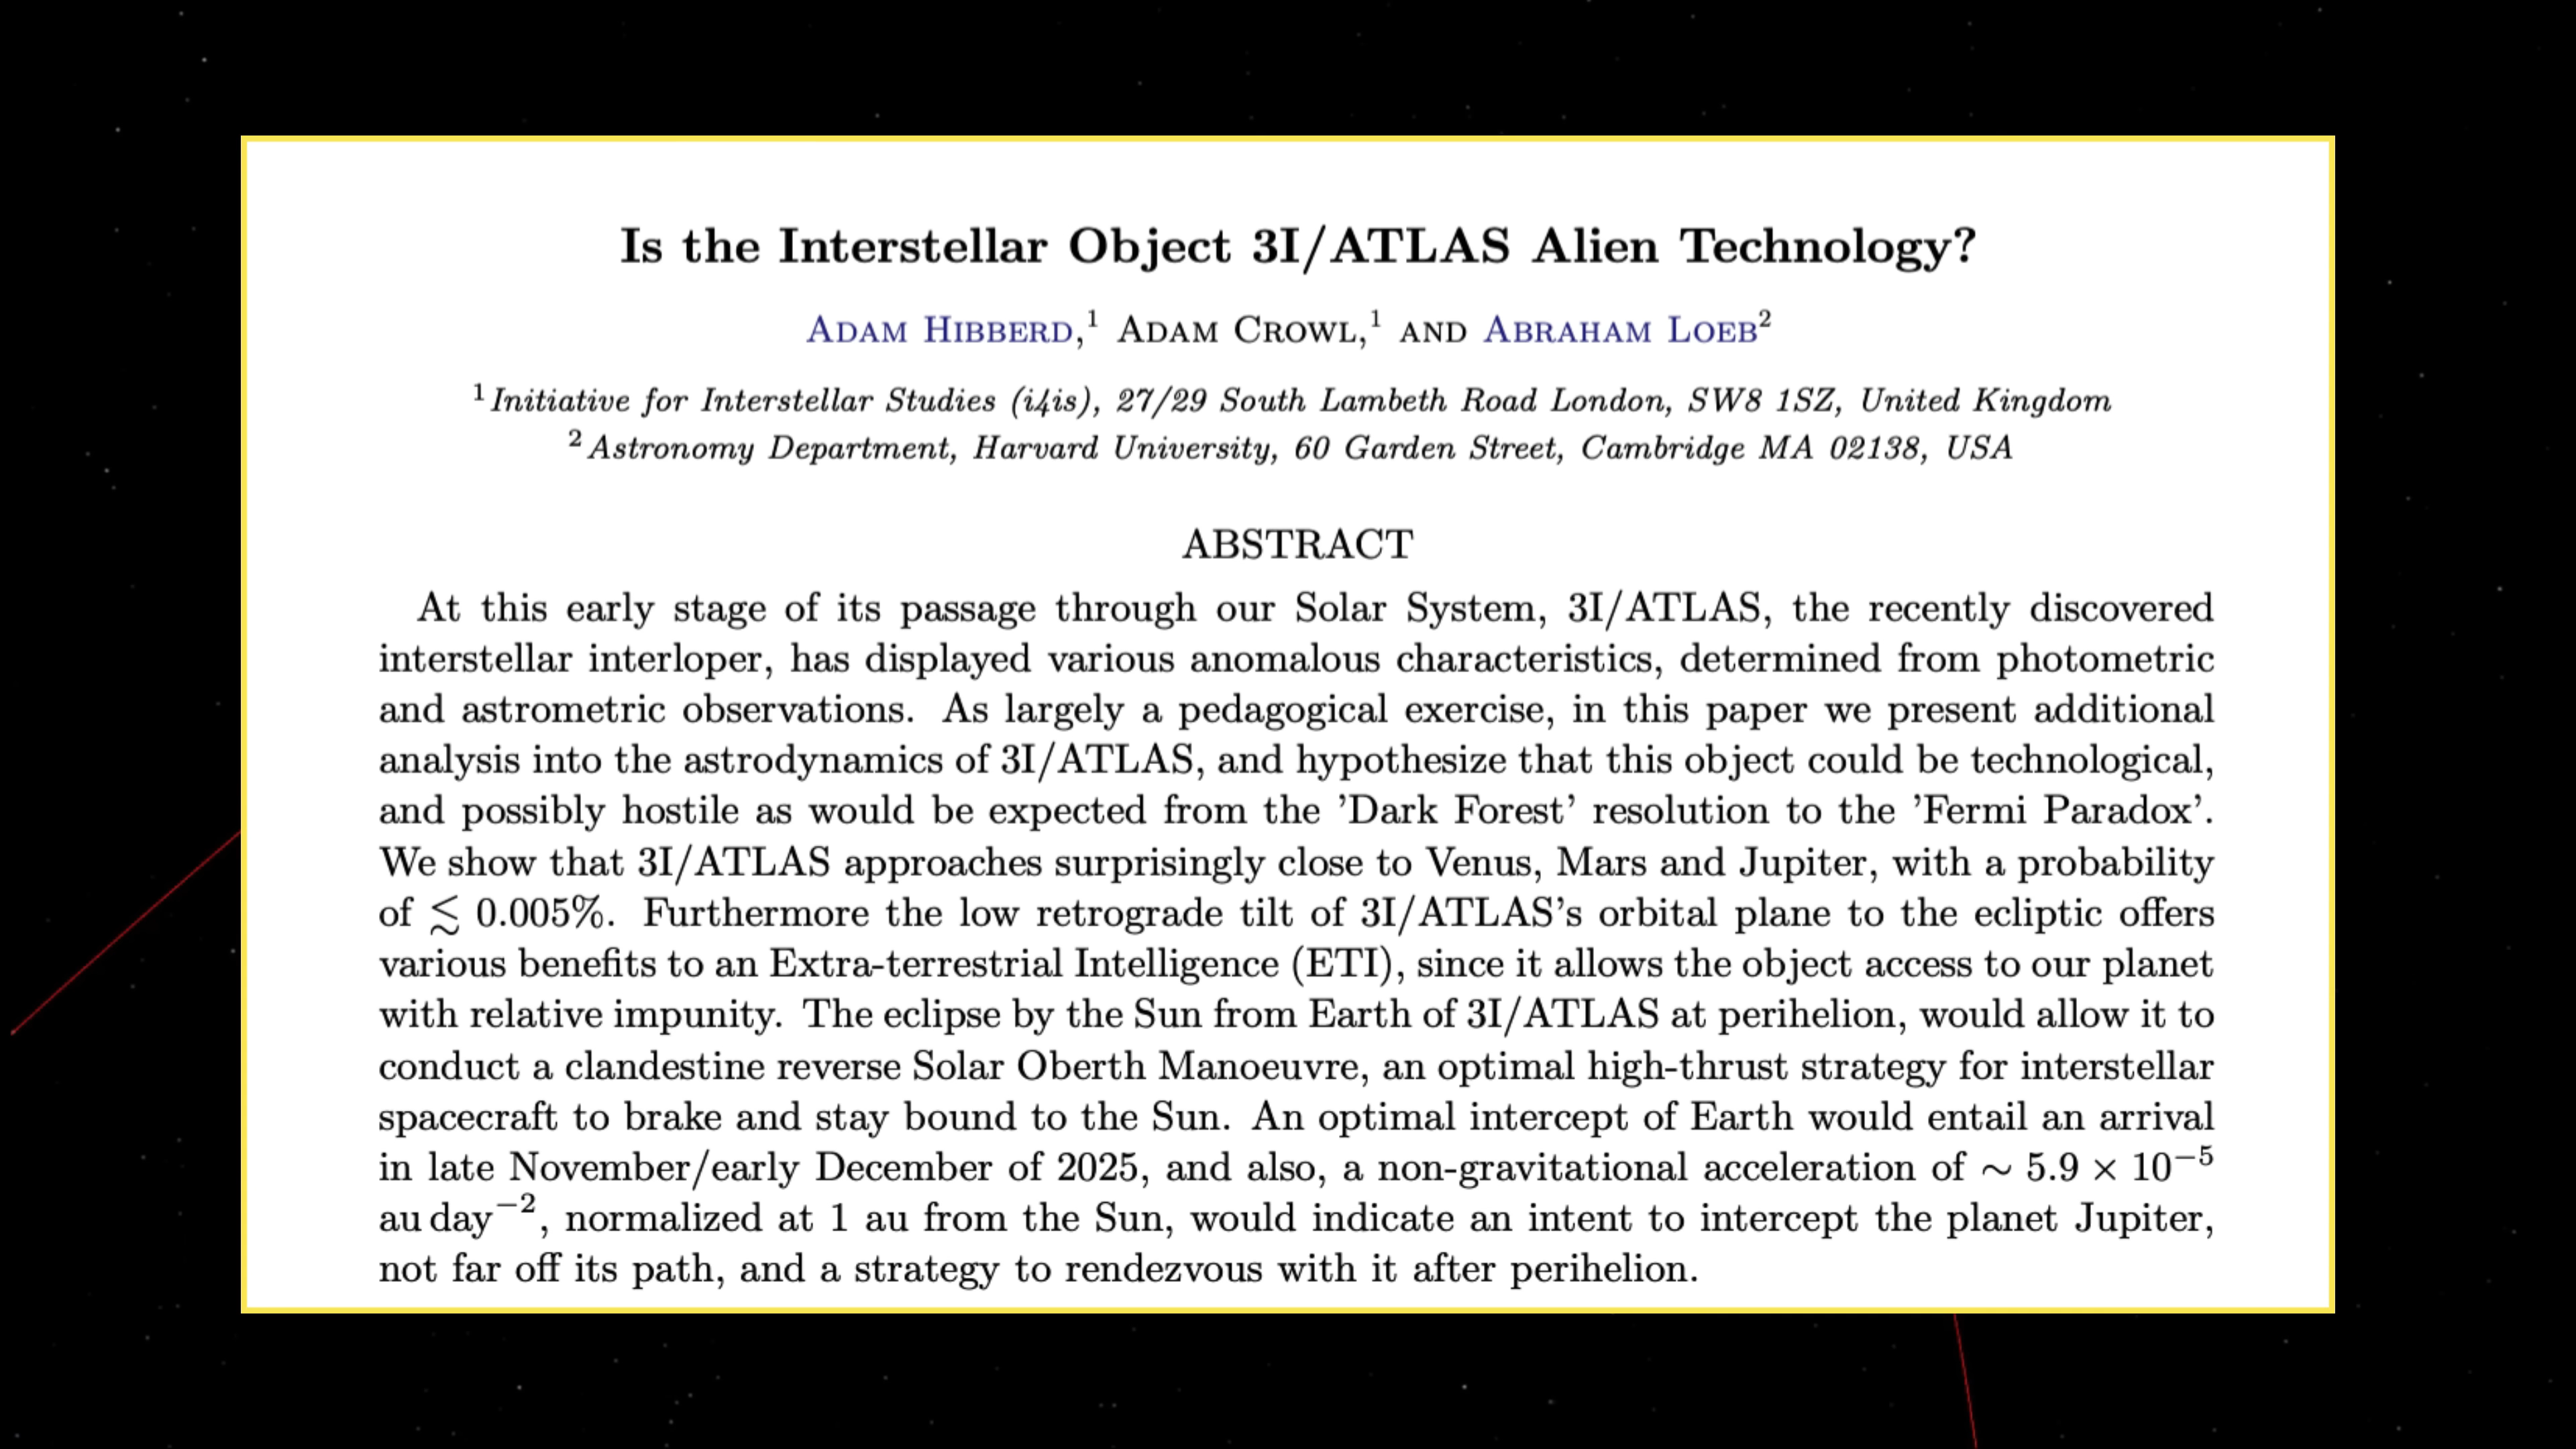 Is the Interstellar Object 3I/ATLAS Alien Technology?
Adam Hibberd,¹ Adam Crowl,¹ and Abraham Loeb²
¹ Initiative for Interstellar Studies (i4is), 27/29 South Lambeth Road London, SW8 1SZ, United Kingdom
² Astronomy Department, Harvard University, 60 Garden Street, Cambridge MA 02138, USA
ABSTRACT
At this early stage of its passage through our Solar System, 3I/ATLAS, the recently discovered
interstellar interloper, has displayed various anomalous characteristics, determined from photometric
and astrometric observations. As largely a pedagogical exercise, in this paper we present additional
analysis into the astrodynamics of 3I/ATLAS, and hypothesize that this object could be technological,
and possibly hostile as would be expected from the ’Dark Forest’ resolution to the ’Fermi Paradox’.
We show that 3I/ATLAS approaches surprisingly close to Venus, Mars and Jupiter, with a probability
of ≲ 0.005%. Furthermore the low retrograde tilt of 3I/ATLAS’s orbital plane to the ecliptic offers
various benefits to an Extra-terrestrial Intelligence (ETI), since it allows the object access to our planet
with relative impunity. The eclipse by the Sun from Earth of 3I/ATLAS at perihelion, would allow it to
conduct a clandestine reverse Solar Oberth Manoeuvre, an optimal high-thrust strategy for interstellar
spacecraft to brake and stay bound to the Sun. An optimal intercept of Earth would entail an arrival
in late November/early December of 2025, and also, a non-gravitational acceleration of ∼ 5.9 × 10⁻⁵
au day⁻², normalized at 1 au from the Sun, would indicate an intent to intercept the planet Jupiter,
not far off its path, and a strategy to rendezvous with it after perihelion.